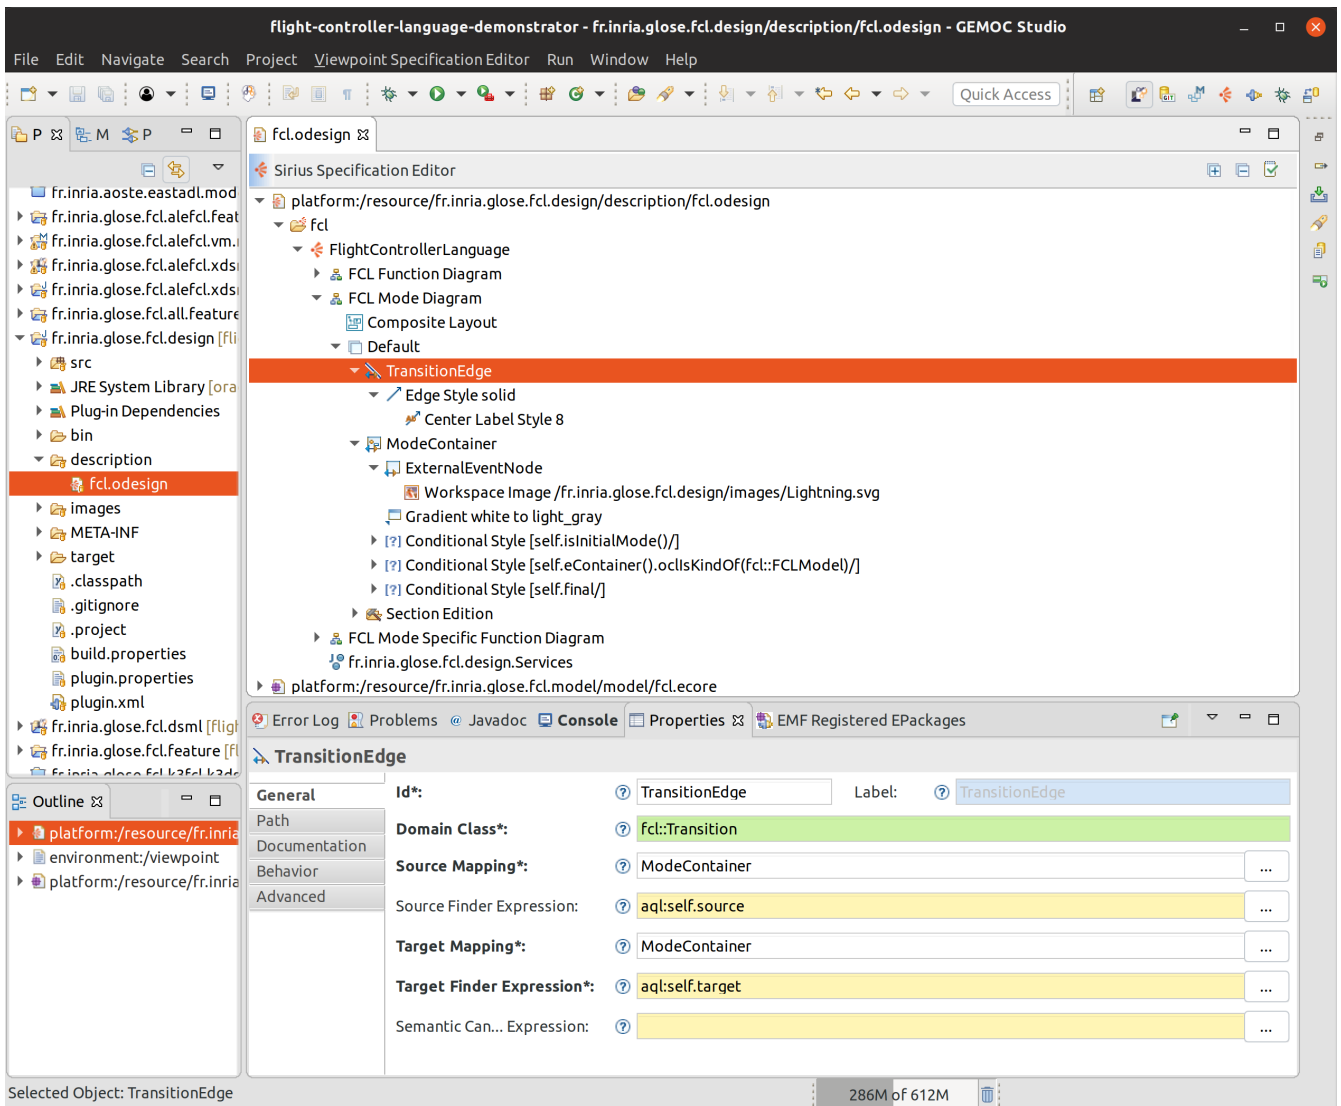 flight-controller-language-demonstrator - fr.inria.glose.fcl.design/description/fcl.odesign - GEMOC Studio
File Edit Navigate Search Project Viewpoint Specification Editor Run Window Help
Quick Access
P M P
fr.inria.aoste.eastadl.mod
fr.inria.glose.fcl.alefcl.feat
fr.inria.glose.fcl.alefcl.vm.
fr.inria.glose.fcl.alefcl.xds
fr.inria.glose.fcl.alefcl.xds
fr.inria.glose.fcl.all.feature
fr.inria.glose.fcl.design [fli
src
JRE System Library [ora
Plug-in Dependencies
bin
description
fcl.odesign
images
META-INF
target
.classpath
.gitignore
.project
build.properties
plugin.properties
plugin.xml
fr.inria.glose.fcl.dsml [fligh
fr.inria.glose.fcl.feature [fl
fr.inria.glose.fcl.k3fcl.k3ds
Outline
platform:/resource/fr.inria
environment:/viewpoint
platform:/resource/fr.inria
fcl.odesign
Sirius Specification Editor
platform:/resource/fr.inria.glose.fcl.design/description/fcl.odesign
fcl
FlightControllerLanguage
FCL Function Diagram
FCL Mode Diagram
Composite Layout
Default
TransitionEdge
Edge Style solid
Center Label Style 8
ModeContainer
ExternalEventNode
Workspace Image /fr.inria.glose.fcl.design/images/Lightning.svg
Gradient white to light_gray
[?] Conditional Style [self.isInitialMode()/]
[?] Conditional Style [self.eContainer().oclIsKindOf(fcl::FCLModel)/]
[?] Conditional Style [self.final/]
Section Edition
FCL Mode Specific Function Diagram
fr.inria.glose.fcl.design.Services
platform:/resource/fr.inria.glose.fcl.model/model/fcl.ecore
Error Log Problems @ Javadoc Console Properties EMF Registered EPackages
TransitionEdge
General
Path
Documentation
Behavior
Advanced
Id*: TransitionEdge Label: TransitionEdge
Domain Class*: fcl::Transition
Source Mapping*: ModeContainer ...
Source Finder Expression: aql:self.source ...
Target Mapping*: ModeContainer ...
Target Finder Expression*: aql:self.target ...
Semantic Can... Expression: ...
Selected Object: TransitionEdge
286M of 612M